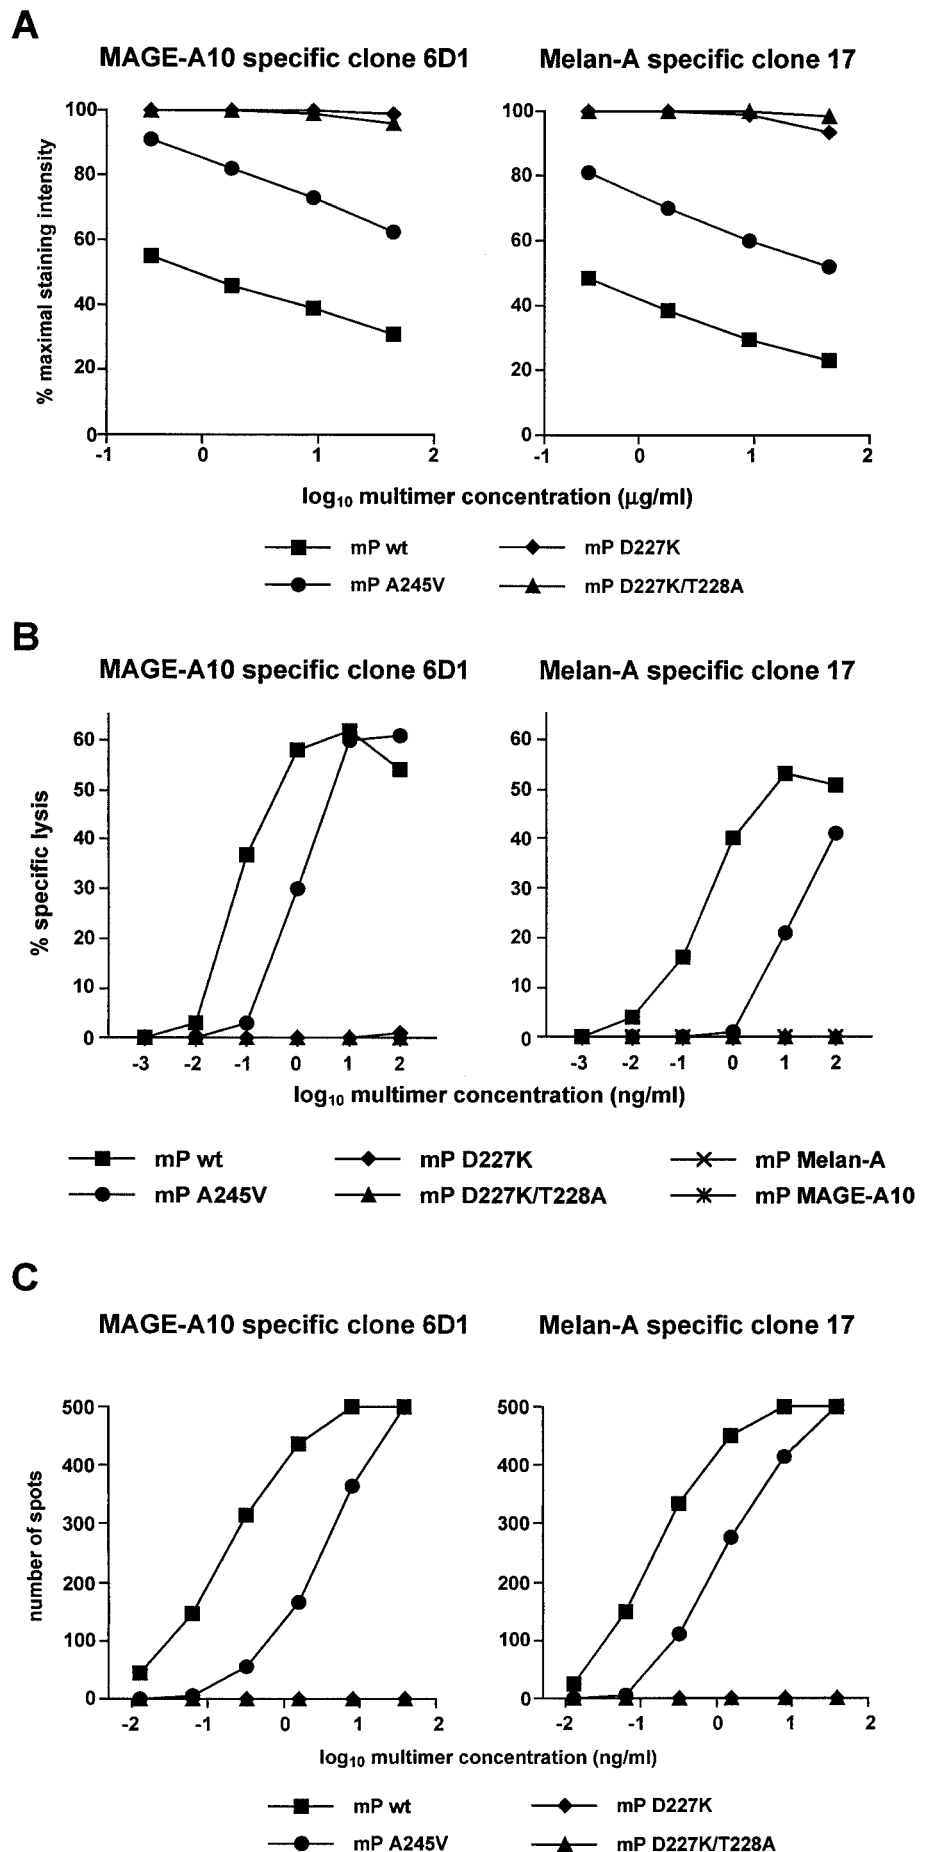 A
MAGE-A10 specific clone 6D1
Melan-A specific clone 17
% maximal staining intensity
100
80
60
40
20
0
-1
0
1
2
100
80
60
40
20
0
-1
0
1
2
log10 multimer concentration (μg/ml)
mP wt
mP D227K
mP A245V
mP D227K/T228A
B
MAGE-A10 specific clone 6D1
Melan-A specific clone 17
% specific lysis
60
50
40
30
20
10
0
-3
-2
-1
0
1
2
60
50
40
30
20
10
0
-3
-2
-1
0
1
2
log10 multimer concentration (ng/ml)
mP wt
mP D227K
mP Melan-A
mP A245V
mP D227K/T228A
mP MAGE-A10
C
MAGE-A10 specific clone 6D1
Melan-A specific clone 17
number of spots
500
400
300
200
100
0
-2
-1
0
1
2
500
400
300
200
100
0
-2
-1
0
1
2
log10 multimer concentration (ng/ml)
mP wt
mP D227K
mP A245V
mP D227K/T228A